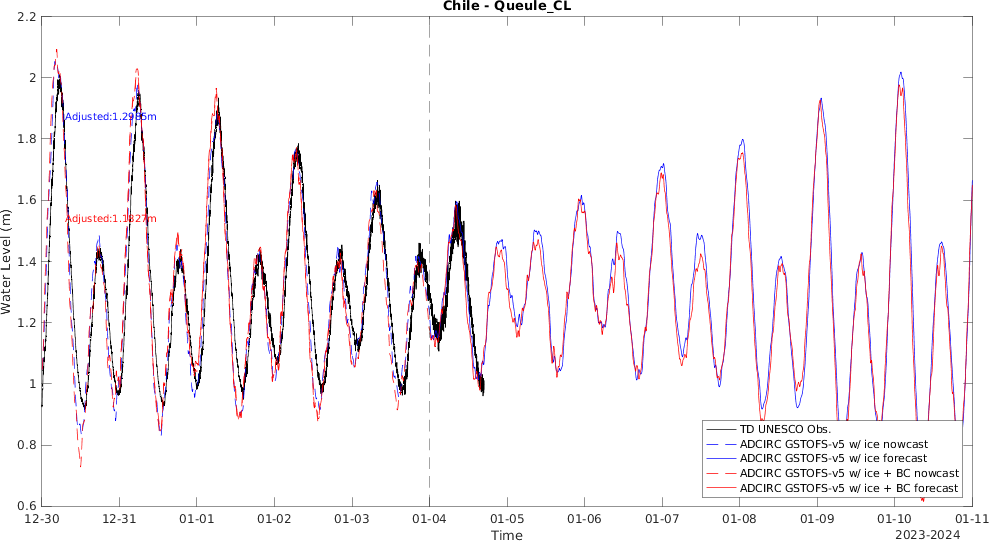 Chile - Queule_CL
2.2
2
1.8
1.6
1.4
1.2
1
0.8
0.6
Water Level (m)
Adjusted:1.2985m
Adjusted:1.1327m
TD UNESCO Obs.
ADCIRC GSTOFS-v5 w/ ice nowcast
ADCIRC GSTOFS-v5 w/ ice forecast
ADCIRC GSTOFS-v5 w/ ice + BC nowcast
ADCIRC GSTOFS-v5 w/ ice + BC forecast
12-30 12-31 01-01 01-02 01-03 01-04 01-05 01-06 01-07 01-08 01-09 01-10 01-11
Time
2023-2024